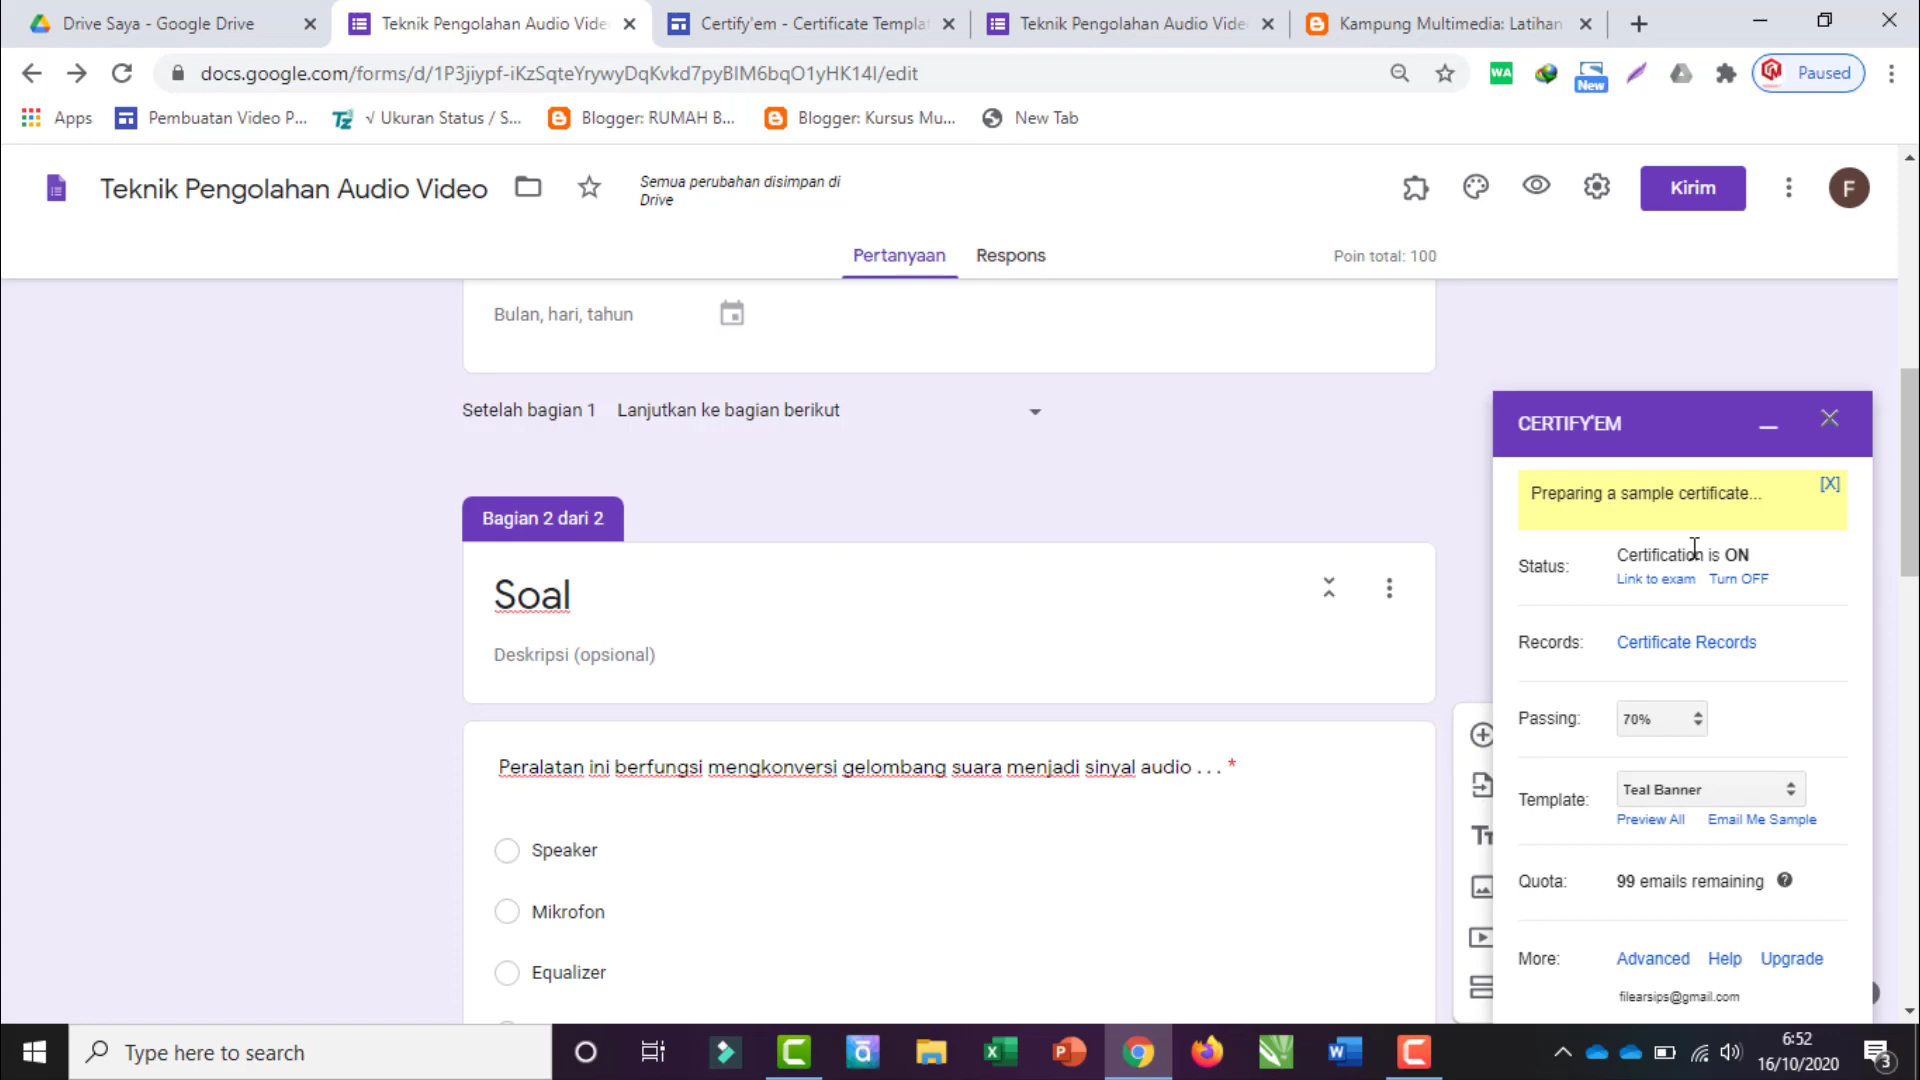 Drive Saya - Google Drive
Teknik Pengolahan Audio Vide
Certify'em - Certificate Templat
Teknik Pengolahan Audio Vide
Kampung Multimedia: Latihan
docs.google.com/forms/d/1P3jiypf-iKzSqteYrywyDqKvkd7pyBIM6bqO1yHK14I/edit
WA
New
Paused
Apps
Pembuatan Video P...
√ Ukuran Status / S...
Blogger: RUMAH B...
Blogger: Kursus Mu...
New Tab
Teknik Pengolahan Audio Video
Semua perubahan disimpan di
Drive
Kirim
F
Pertanyaan
Respons
Poin total: 100
Bulan, hari, tahun
Setelah bagian 1
Lanjutkan ke bagian berikut
Bagian 2 dari 2
Soal
Deskripsi (opsional)
Peralatan ini berfungsi mengkonversi gelombang suara menjadi sinyal audio . . . *
Speaker
Mikrofon
Equalizer
CERTIFY'EM
Preparing a sample certificate...
[X]
Status:
Certification is ON
Link to exam
Turn OFF
Records:
Certificate Records
Passing:
70%
Template:
Teal Banner
Preview All
Email Me Sample
Quota:
99 emails remaining
More:
Advanced
Help
Upgrade
filearsips@gmail.com
Type here to search
6:52
16/10/2020
3